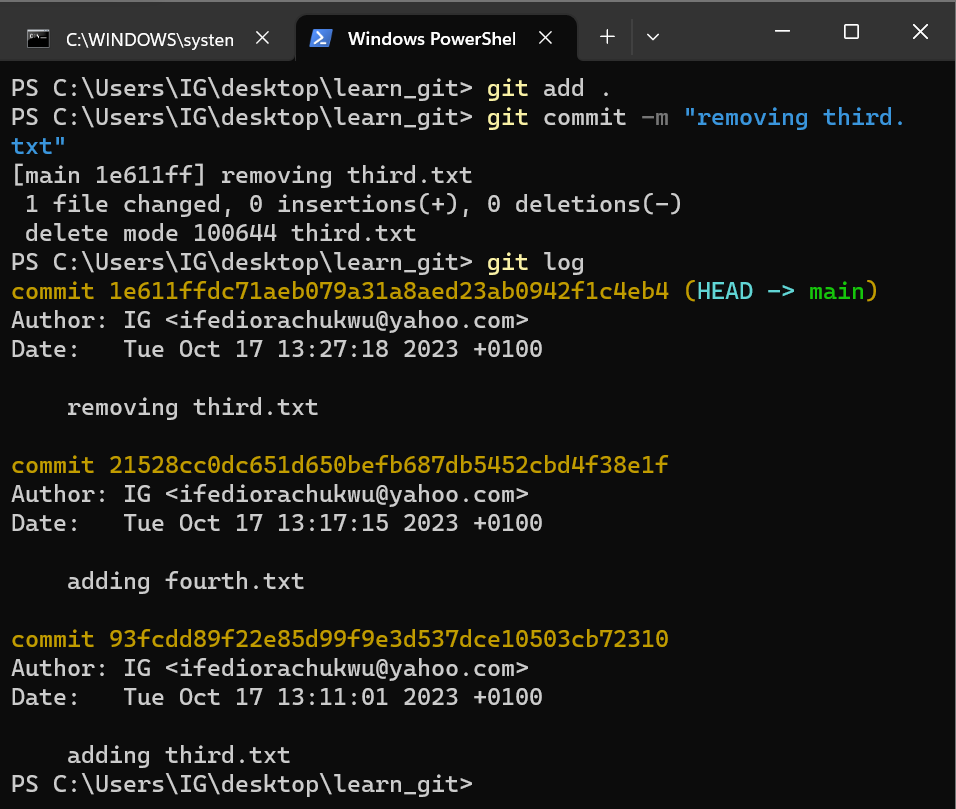 C:\WINDOWS\systen
Windows PowerShel
PS C:\Users\IG\desktop\learn_git> git add .
PS C:\Users\IG\desktop\learn_git> git commit -m "removing third.
txt"
[main 1e611ff] removing third.txt
 1 file changed, 0 insertions(+), 0 deletions(-)
 delete mode 100644 third.txt
PS C:\Users\IG\desktop\learn_git> git log
commit 1e611ffdc71aeb079a31a8aed23ab0942f1c4eb4 (HEAD -> main)
Author: IG <ifediorachukwu@yahoo.com>
Date:   Tue Oct 17 13:27:18 2023 +0100

    removing third.txt

commit 21528cc0dc651d650befb687db5452cbd4f38e1f
Author: IG <ifediorachukwu@yahoo.com>
Date:   Tue Oct 17 13:17:15 2023 +0100

    adding fourth.txt

commit 93fcdd89f22e85d99f9e3d537dce10503cb72310
Author: IG <ifediorachukwu@yahoo.com>
Date:   Tue Oct 17 13:11:01 2023 +0100

    adding third.txt
PS C:\Users\IG\desktop\learn_git>